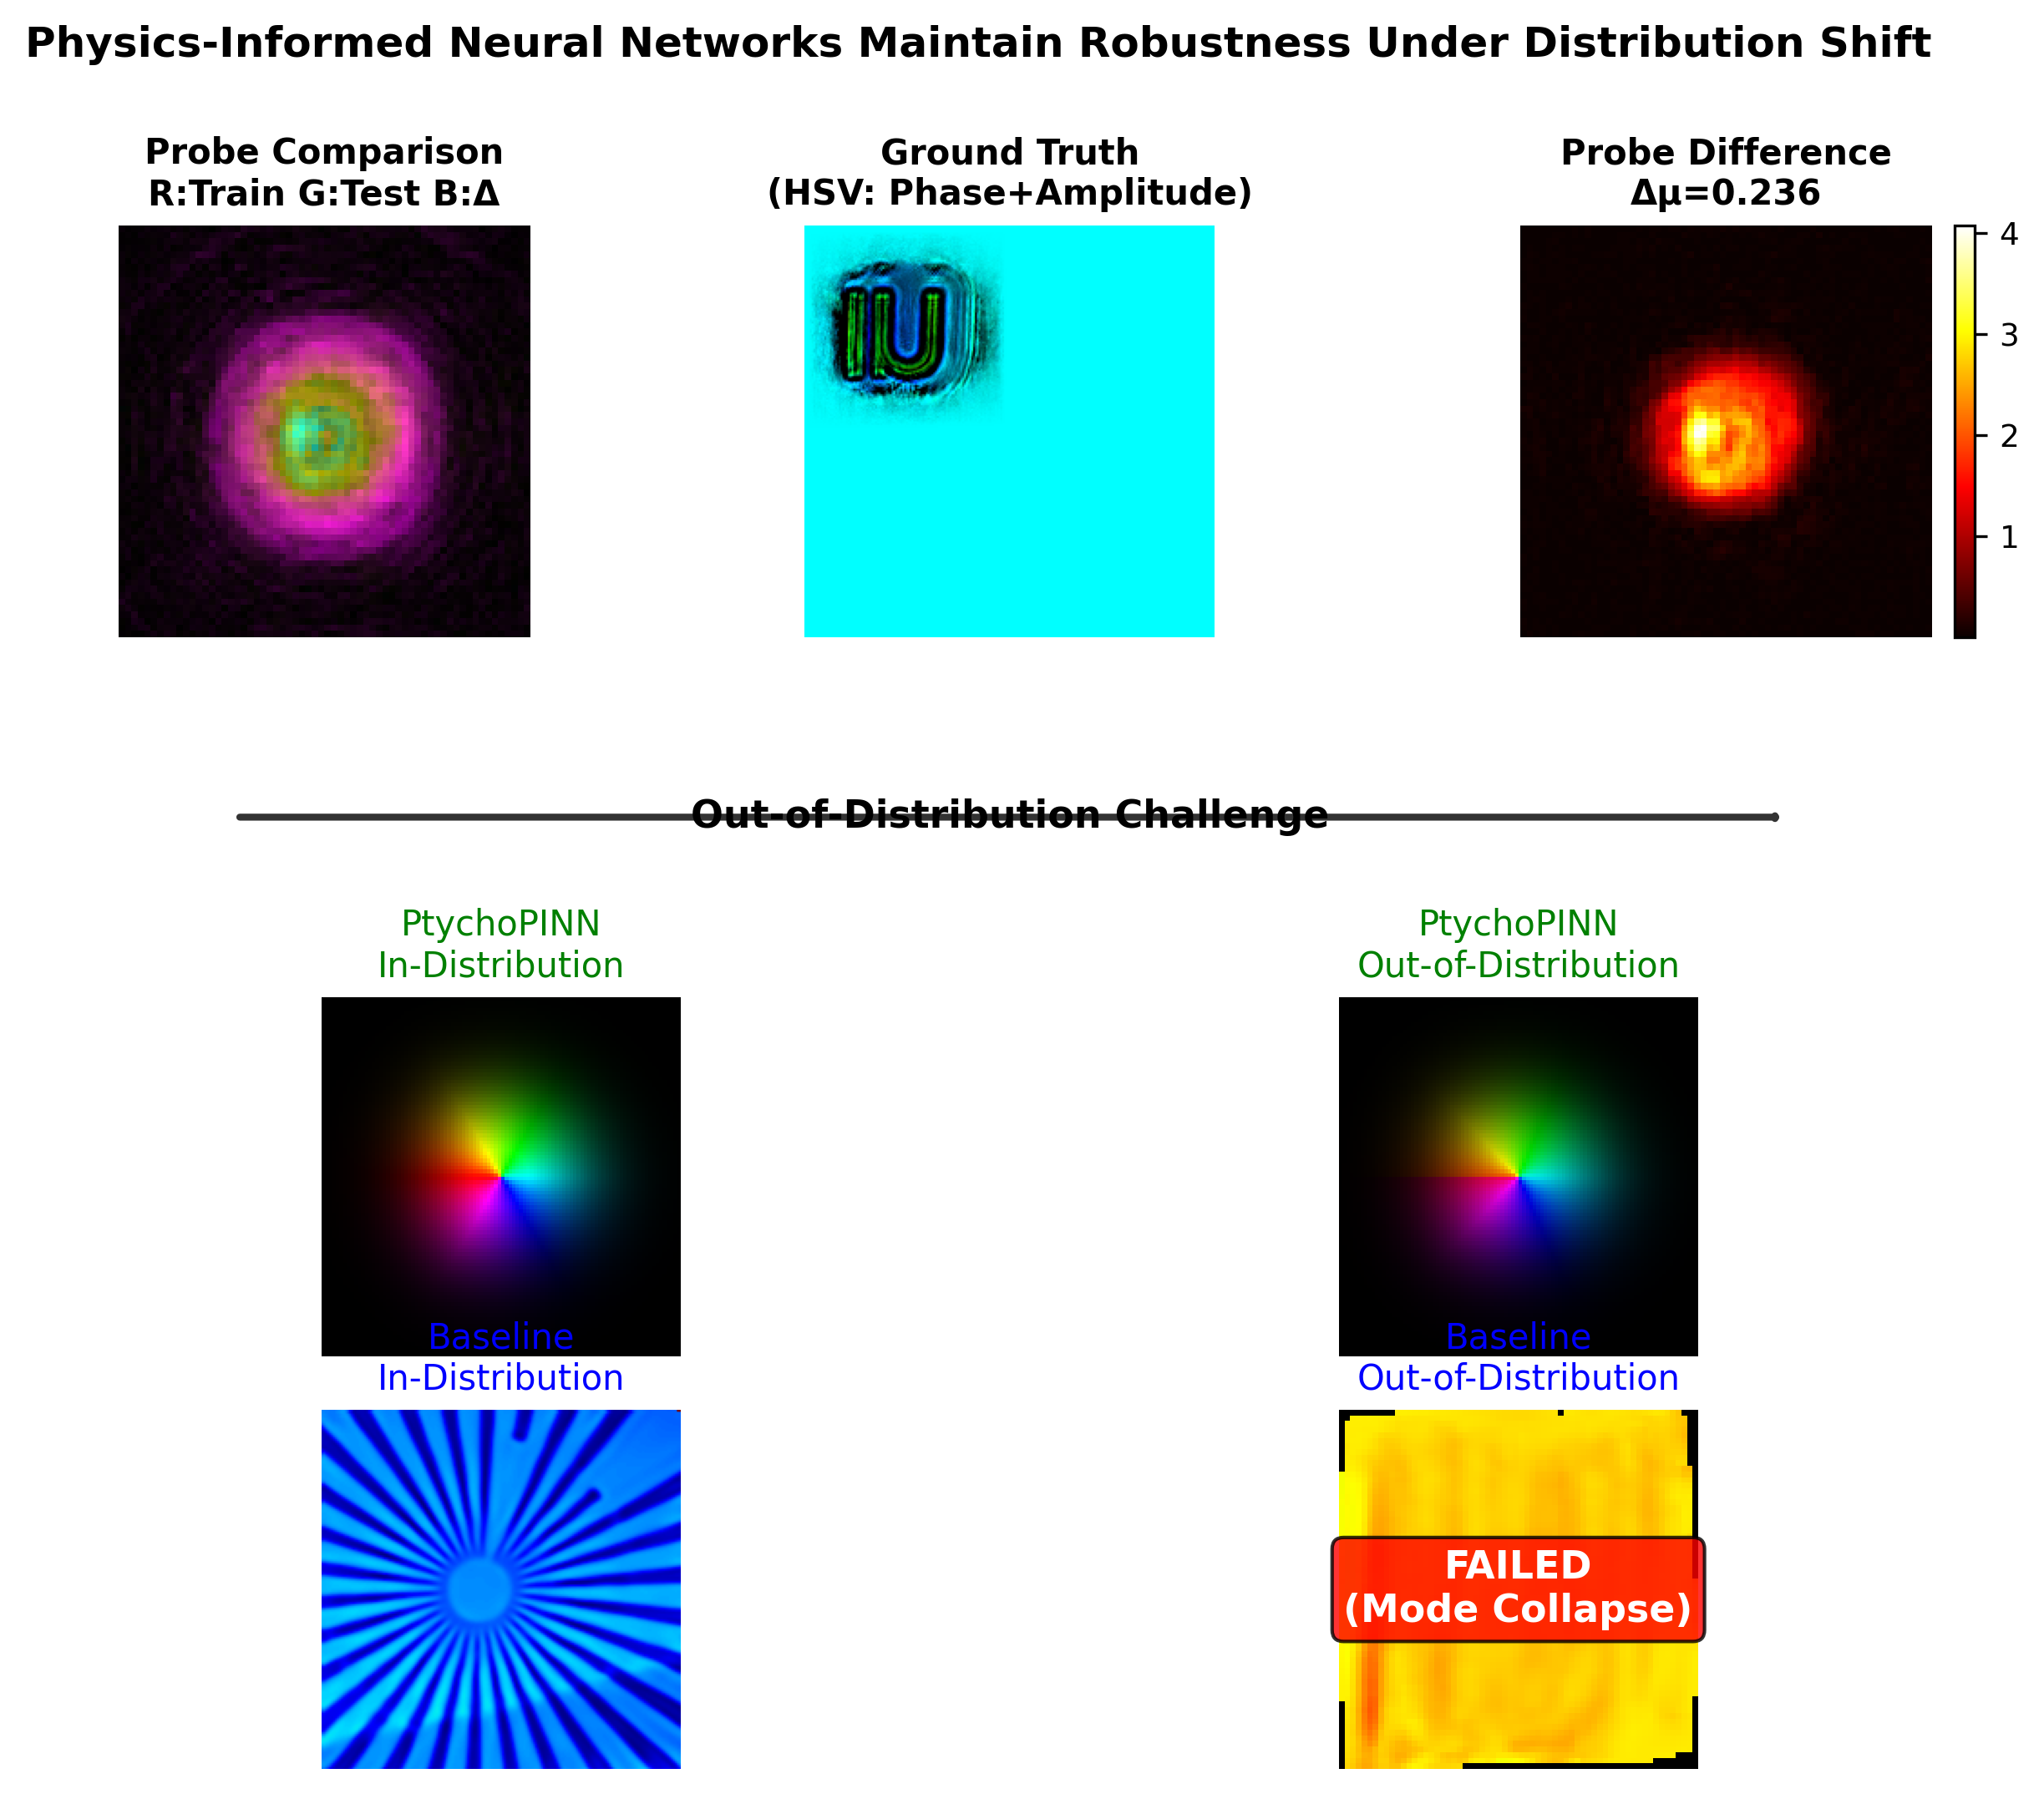 Physics-Informed Neural Networks Maintain Robustness Under Distribution Shift
Probe Comparison
R:Train G:Test B:Δ
Ground Truth
(HSV: Phase+Amplitude)
Probe Difference
Δμ=0.236
IU
4
3
2
1
Out-of-Distribution Challenge
PtychoPINN
In-Distribution
PtychoPINN
Out-of-Distribution
Baseline
In-Distribution
Baseline
Out-of-Distribution
FAILED
(Mode Collapse)